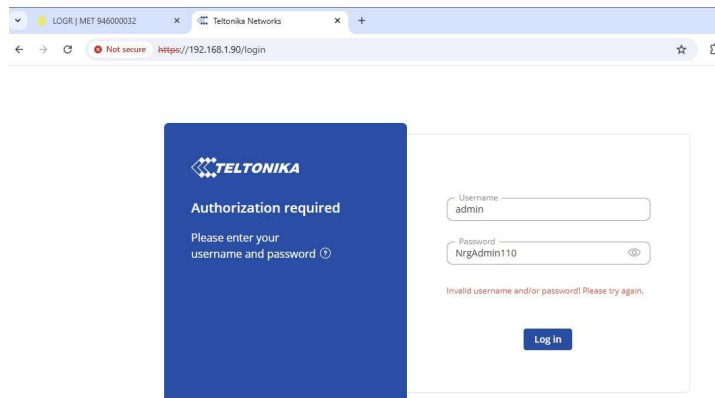 LOGR | MET 946000032
Teltonika Networks
Not secure https://192.168.1.90/login
TELTONIKA
Authorization required
Please enter your
username and password
Username
admin
Password
NrgAdmin110
Invalid username and/or password! Please try again.
Log in